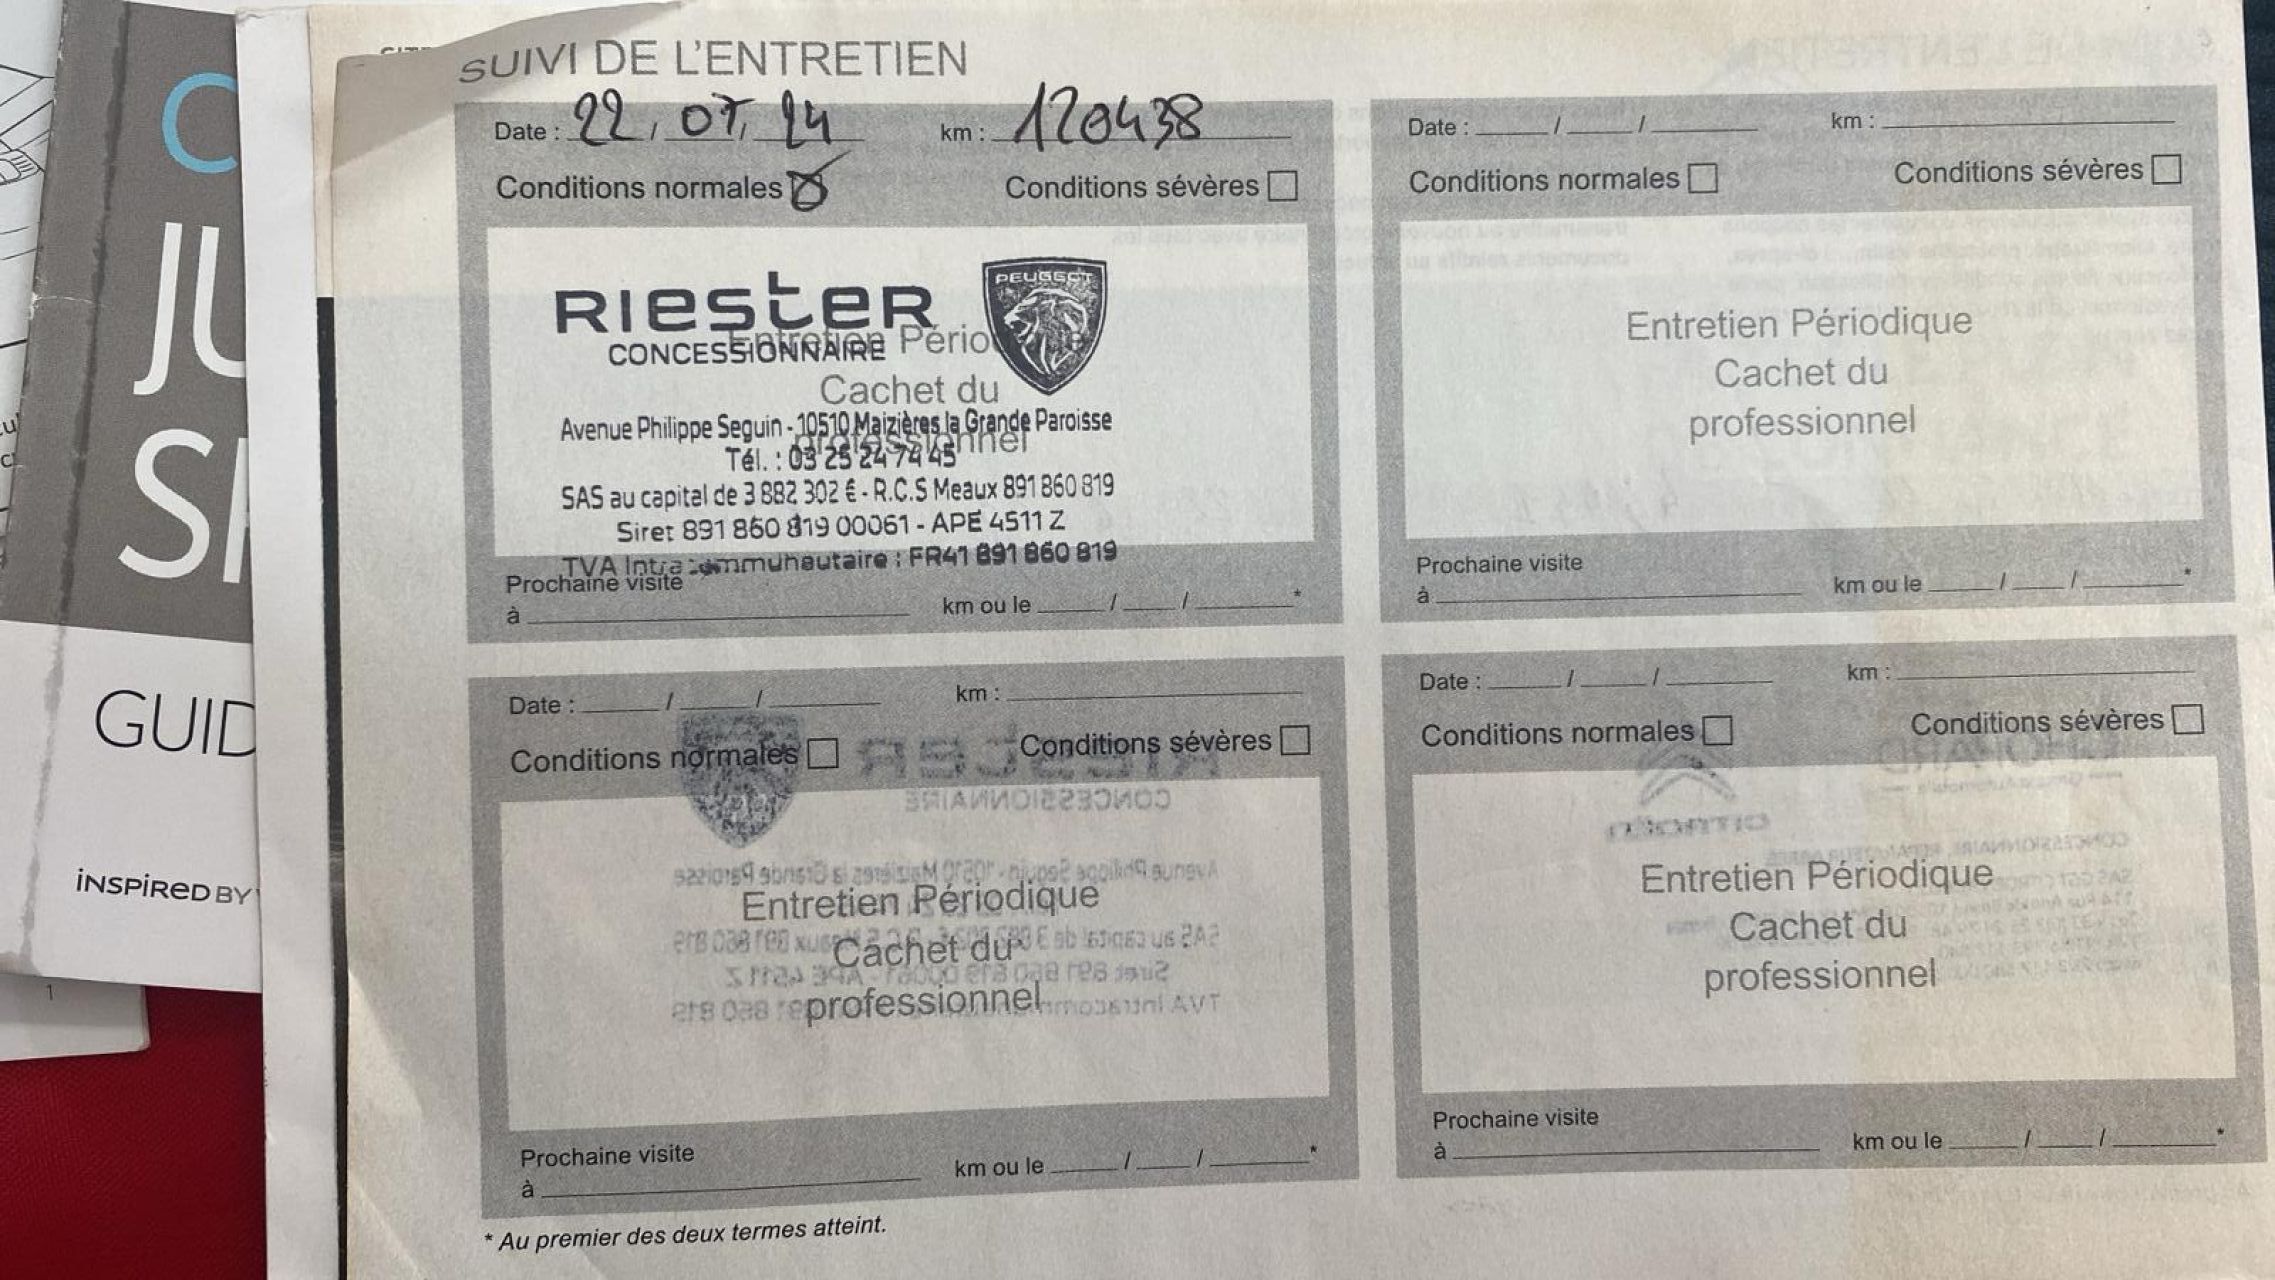 SUIVI DE L'ENTRETIEN
Date : 22 / 07 / 24 km : 120438
Conditions normales Conditions sévères
RIESTER
PEUGEOT
CONCESSIONNAIRE
Entretien Pério
Cachet du
professionnel
Avenue Philippe Seguin - 10510 Maizières la Grande Paroisse
Tél. : 03 25 24 74 45
SAS au capital de 3 882 302 € - R.C.S Meaux 891 860 819
Siret 891 860 819 00061 - APE 4511 Z
TVA Intracommunautaire : FR41 891 860 819
Prochaine visite
à km ou le / / *
Date : / / km :
Conditions normales Conditions sévères
Entretien Périodique
Cachet du
professionnel
Prochaine visite
à km ou le / / *
Date : / / km :
Conditions normales Conditions sévères
Entretien Périodique
Cachet du
professionnel
Prochaine visite
à km ou le / / *
Date : / / km :
Conditions normales Conditions sévères
Entretien Périodique
Cachet du
professionnel
Prochaine visite
à km ou le / / *
* Au premier des deux termes atteint.
C
JU
GUID
INSPIRED BY
1